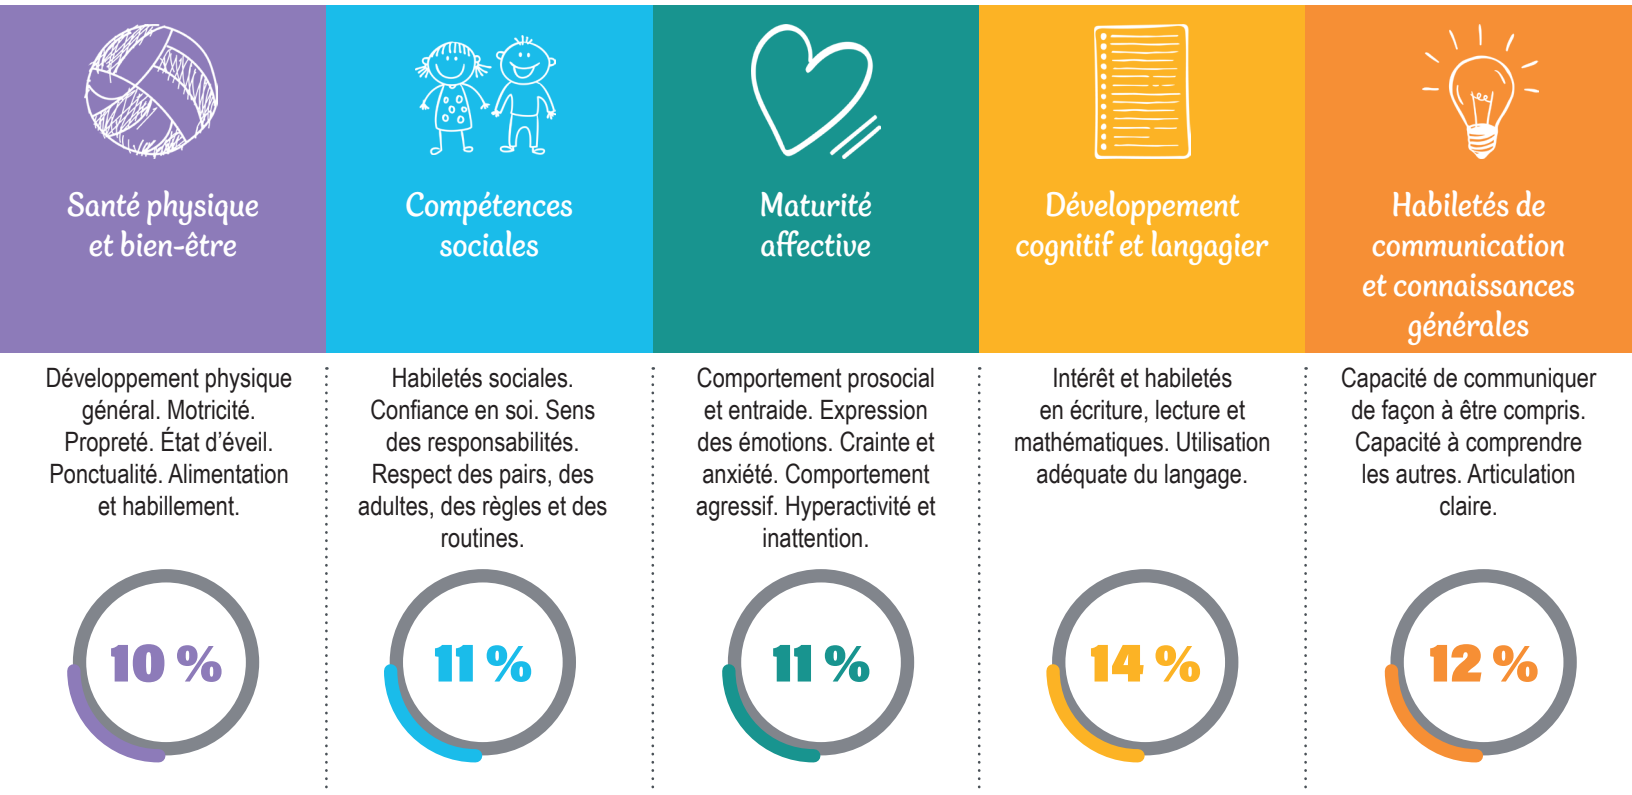 Santé physique
et bien-être
Compétences
sociales
Maturité
affective
Développement
cognitif et langagier
Habiletés de
communication
et connaissances
générales
Développement physique
général. Motricité.
Propreté. État d’éveil.
Ponctualité. Alimentation
et habillement.
Habiletés sociales.
Confiance en soi. Sens
des responsabilités.
Respect des pairs, des
adultes, des règles et des
routines.
Comportement prosocial
et entraide. Expression
des émotions. Crainte et
anxiété. Comportement
agressif. Hyperactivité et
inattention.
Intérêt et habiletés
en écriture, lecture et
mathématiques. Utilisation
adéquate du langage.
Capacité de communiquer
de façon à être compris.
Capacité à comprendre
les autres. Articulation
claire.
10 %
11 %
11 %
14 %
12 %